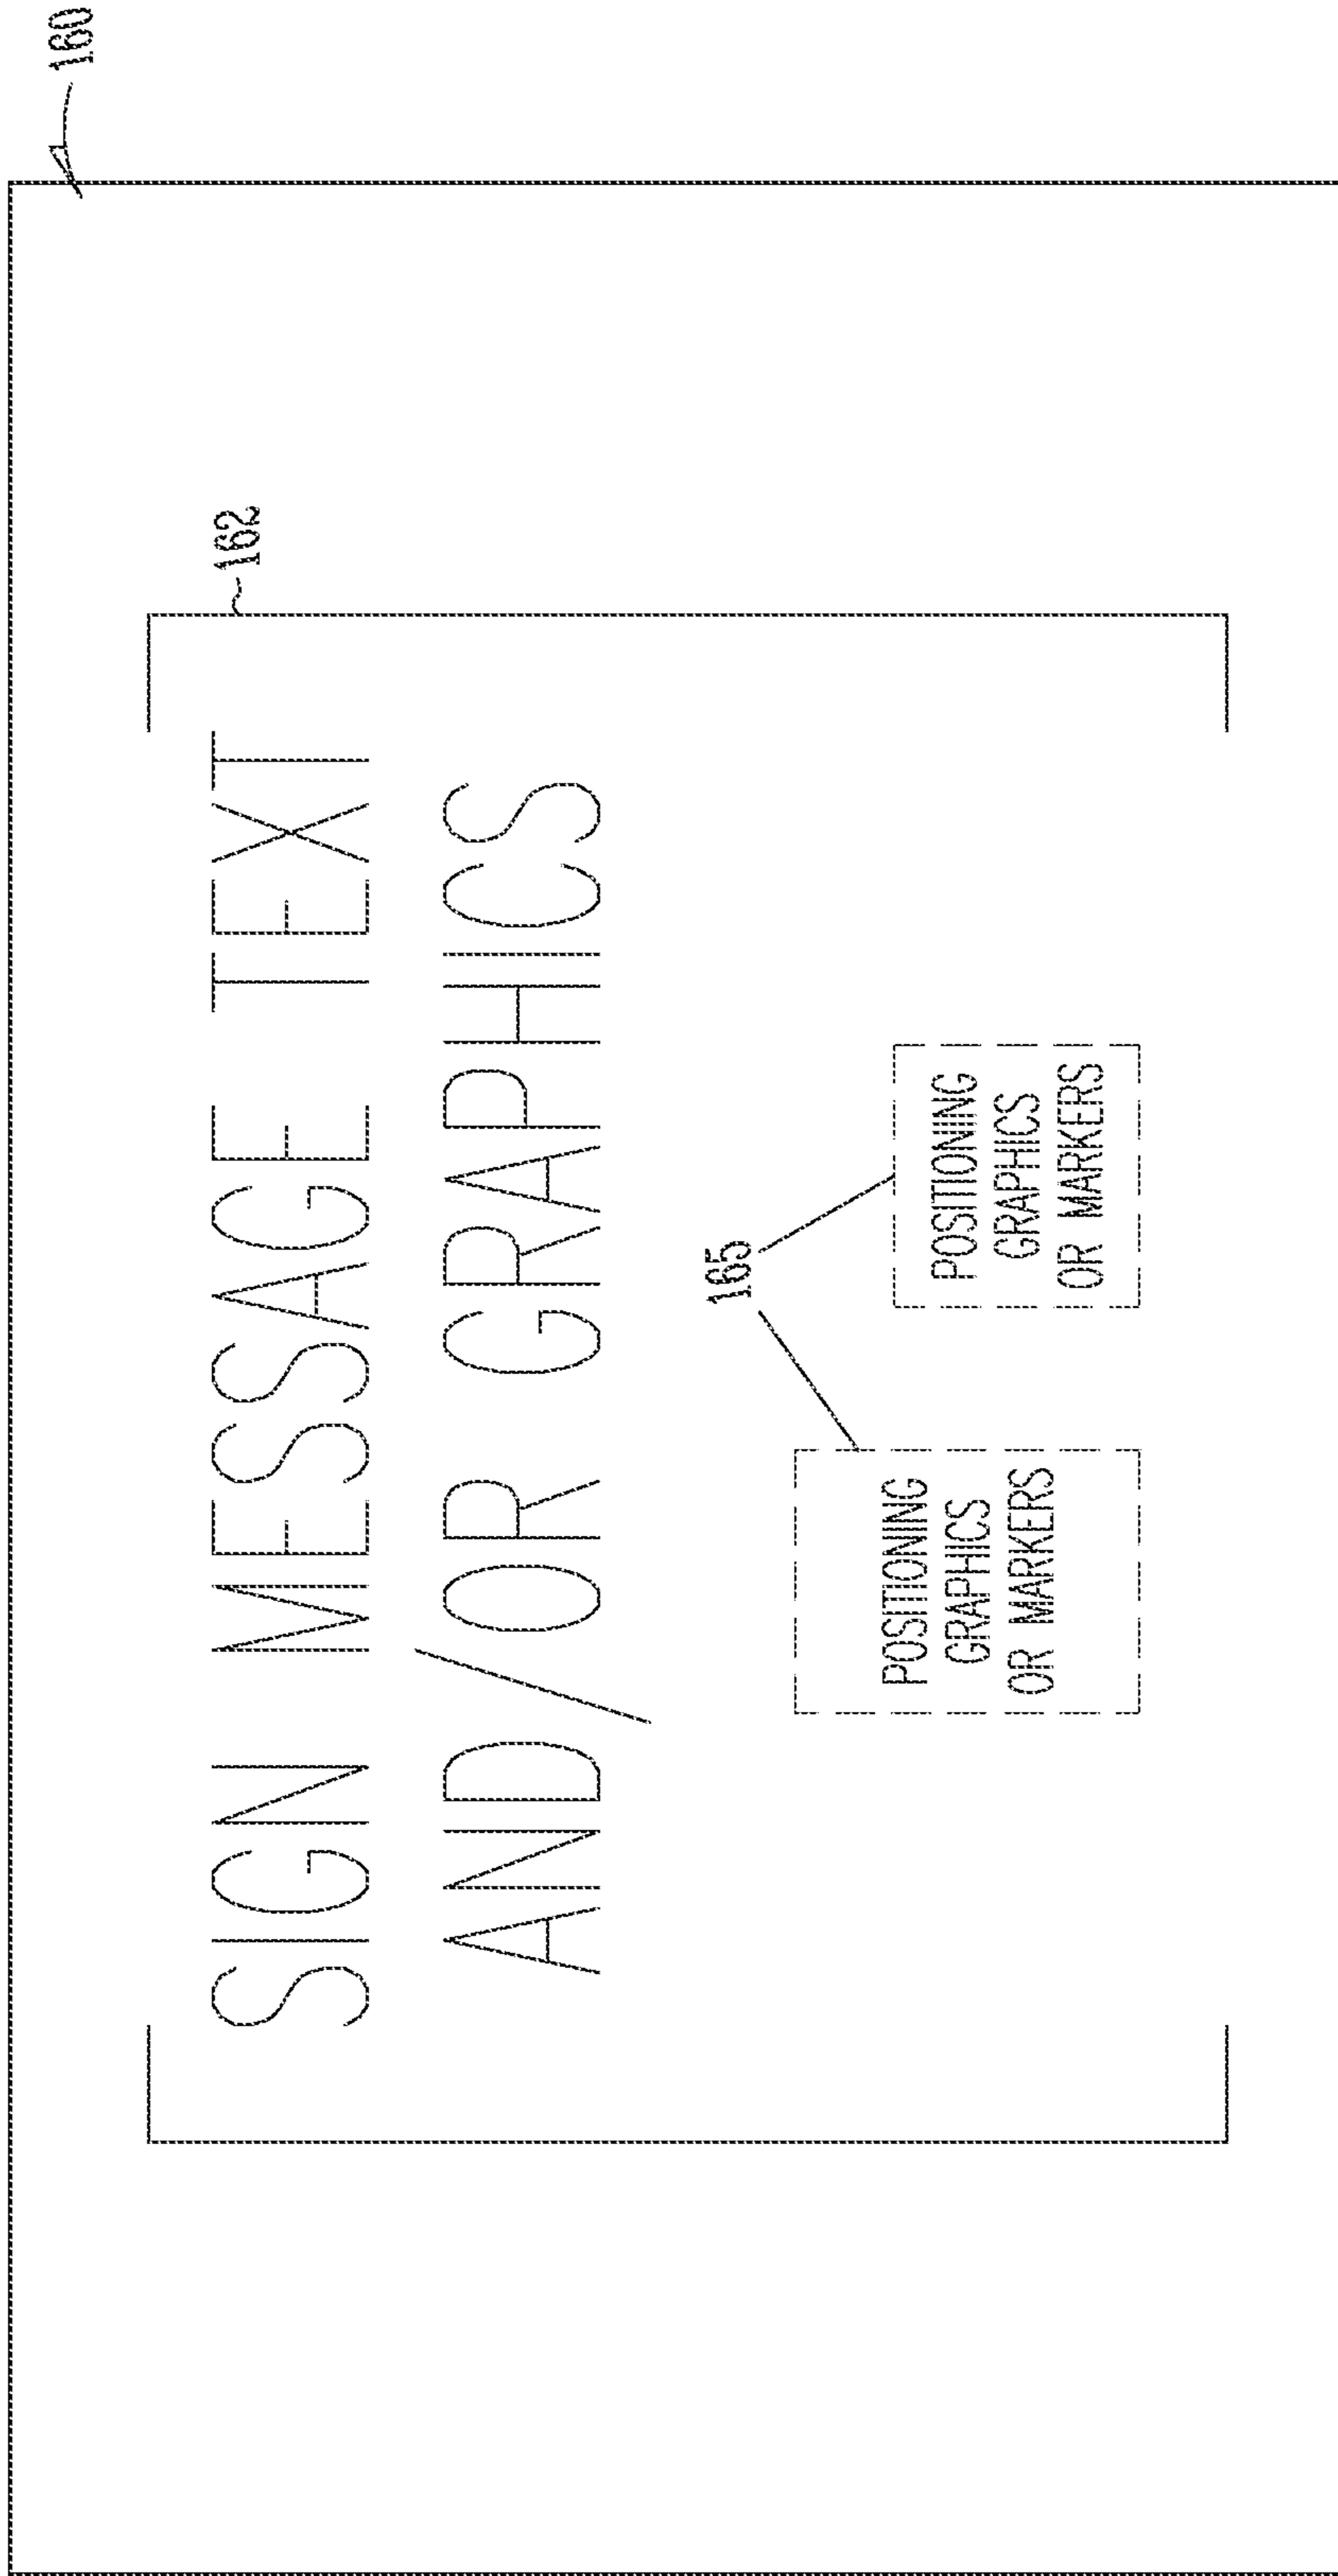 160
162
SIGN MESSAGE TEXT
AND/OR GRAPHICS
165
POSITIONING
GRAPHICS
OR MARKERS
POSITIONING
GRAPHICS
OR MARKERS